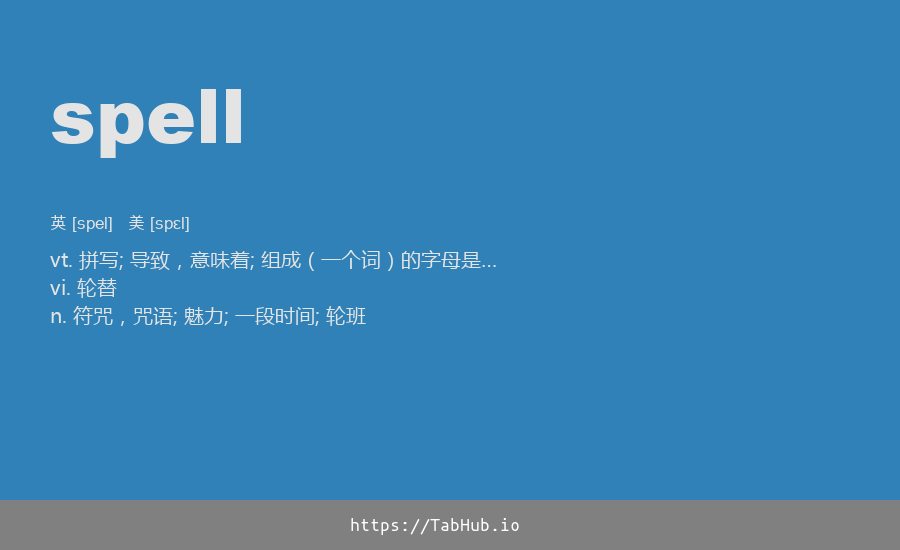 spell
英 [spel] 美 [spɛl]
vt. 拼写; 导致，意味着; 组成（一个词）的字母是...
vi. 轮替
n. 符咒，咒语; 魅力; 一段时间; 轮班
https://TabHub.io